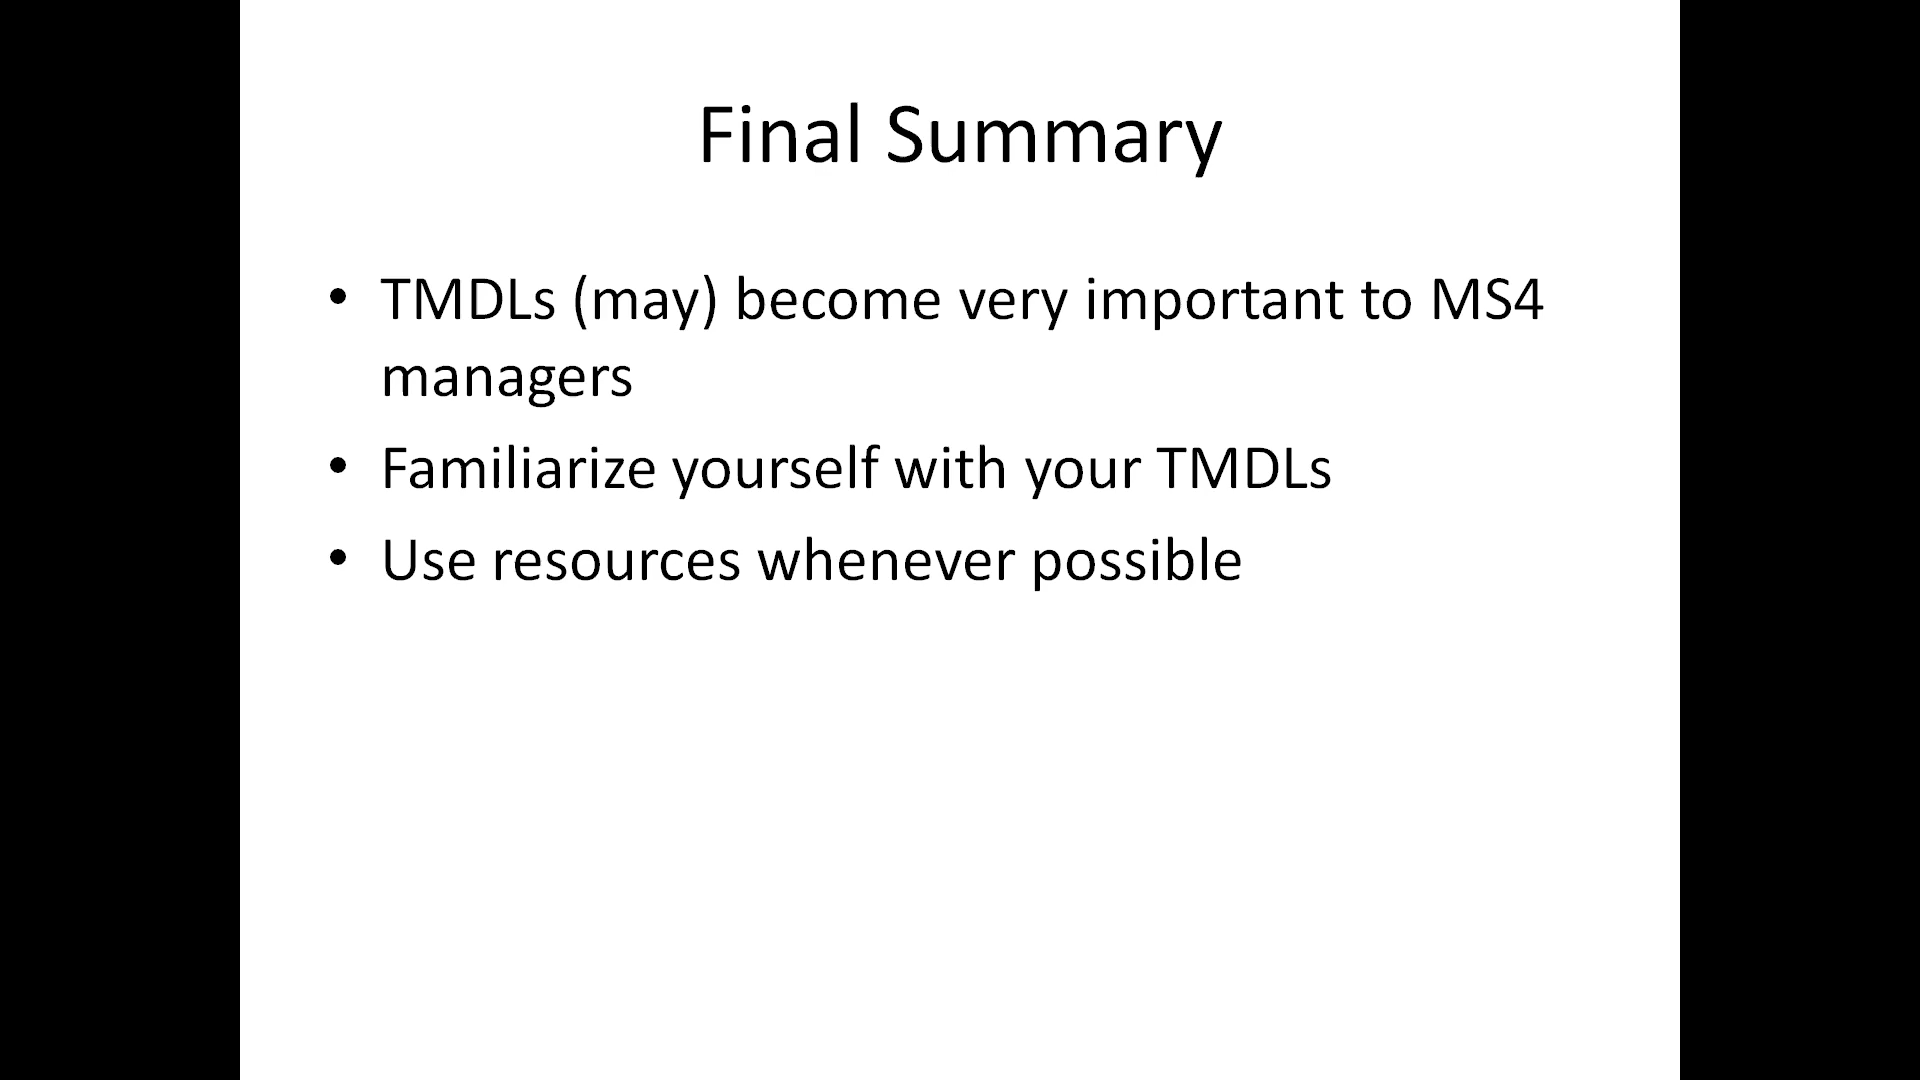 Final Summary
• TMDLs (may) become very important to MS4
managers
• Familiarize yourself with your TMDLs
• Use resources whenever possible